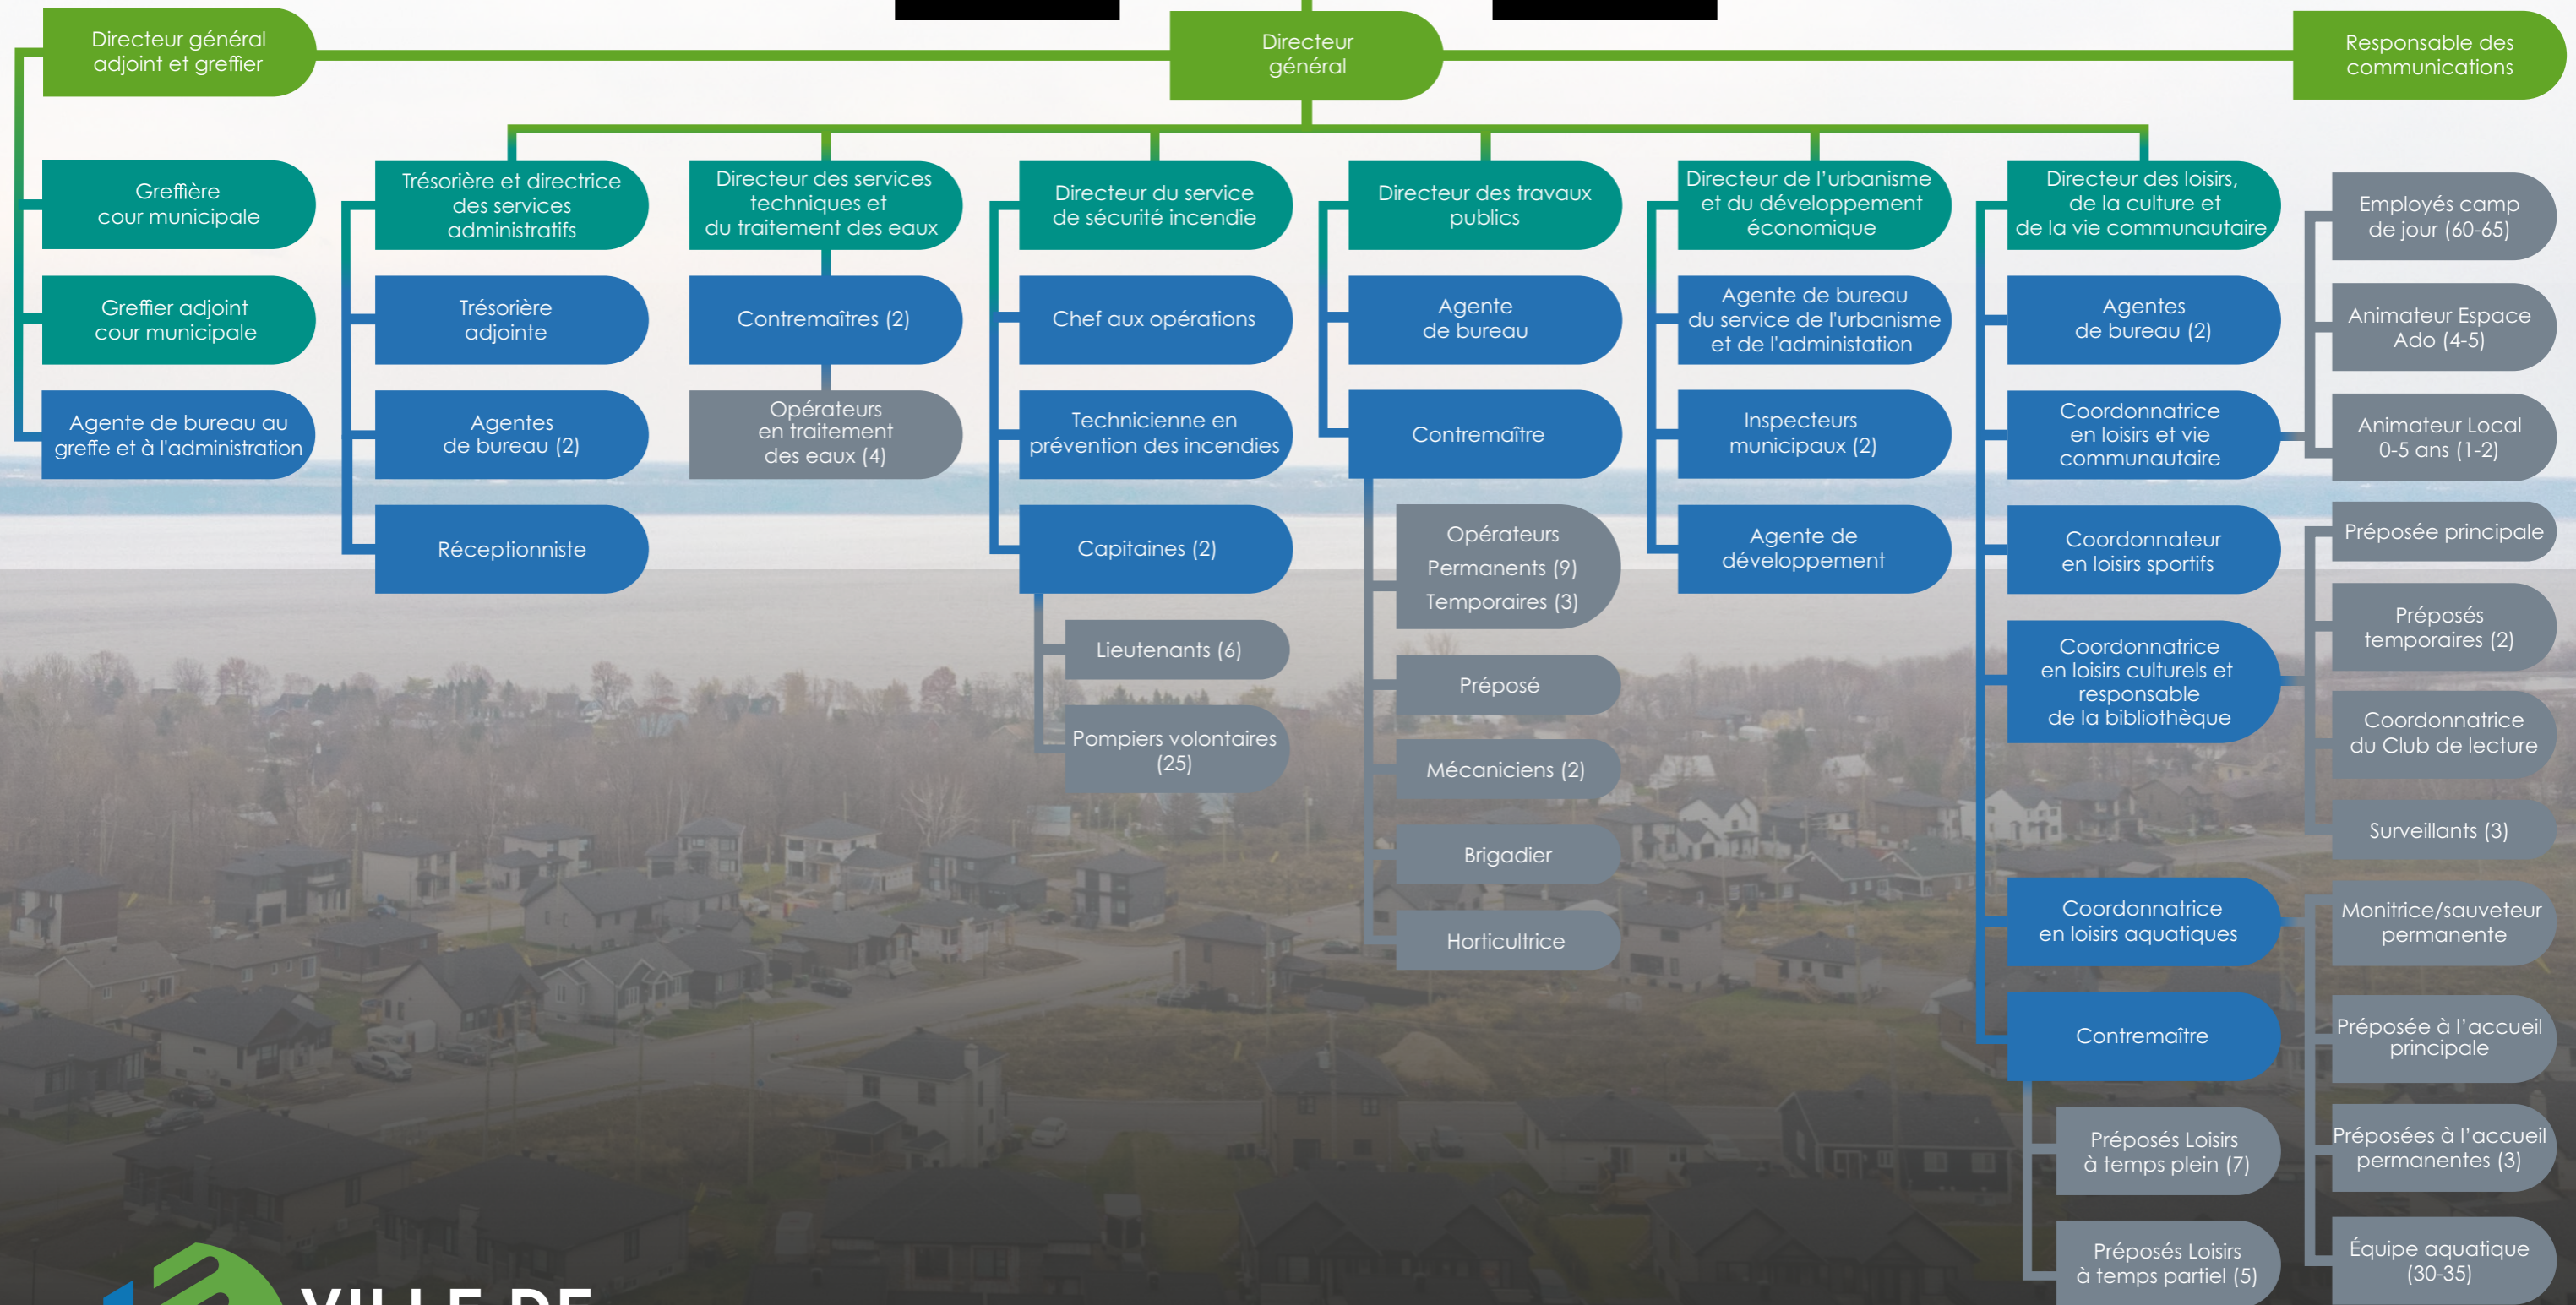 Directeur général
adjoint et greffier
Directeur
général
Responsable des
communications
Greffière
cour municipale
Greffier adjoint
cour municipale
Agente de bureau au
greffe et à l'administration
Trésorière et directrice
des services
administratifs
Trésorière
adjointe
Agentes
de bureau (2)
Réceptionniste
Directeur des services
techniques et
du traitement des eaux
Contremaîtres (2)
Opérateurs
en traitement
des eaux (4)
Directeur du service
de sécurité incendie
Chef aux opérations
Technicienne en
prévention des incendies
Capitaines (2)
Lieutenants (6)
Pompiers volontaires
(25)
Directeur des travaux
publics
Agente
de bureau
Contremaître
Opérateurs
Permanents (9)
Temporaires (3)
Préposé
Mécaniciens (2)
Brigadier
Horticultrice
Directeur de l'urbanisme
et du développement
économique
Agente de bureau
du service de l'urbanisme
et de l'administation
Inspecteurs
municipaux (2)
Agente de
développement
Directeur des loisirs,
de la culture et
de la vie communautaire
Agentes
de bureau (2)
Coordonnatrice
en loisirs et vie
communautaire
Coordonnateur
en loisirs sportifs
Coordonnatrice
en loisirs culturels et
responsable
de la bibliothèque
Coordonnatrice
en loisirs aquatiques
Contremaître
Préposés Loisirs
à temps plein (7)
Préposés Loisirs
à temps partiel (5)
Employés camp
de jour (60-65)
Animateur Espace
Ado (4-5)
Animateur Local
0-5 ans (1-2)
Préposée principale
Préposés
temporaires (2)
Coordonnatrice
du Club de lecture
Surveillants (3)
Monitrice/sauveteur
permanente
Préposée à l'accueil
principale
Préposées à l'accueil
permanentes (3)
Équipe aquatique
(30-35)
VILLE DE